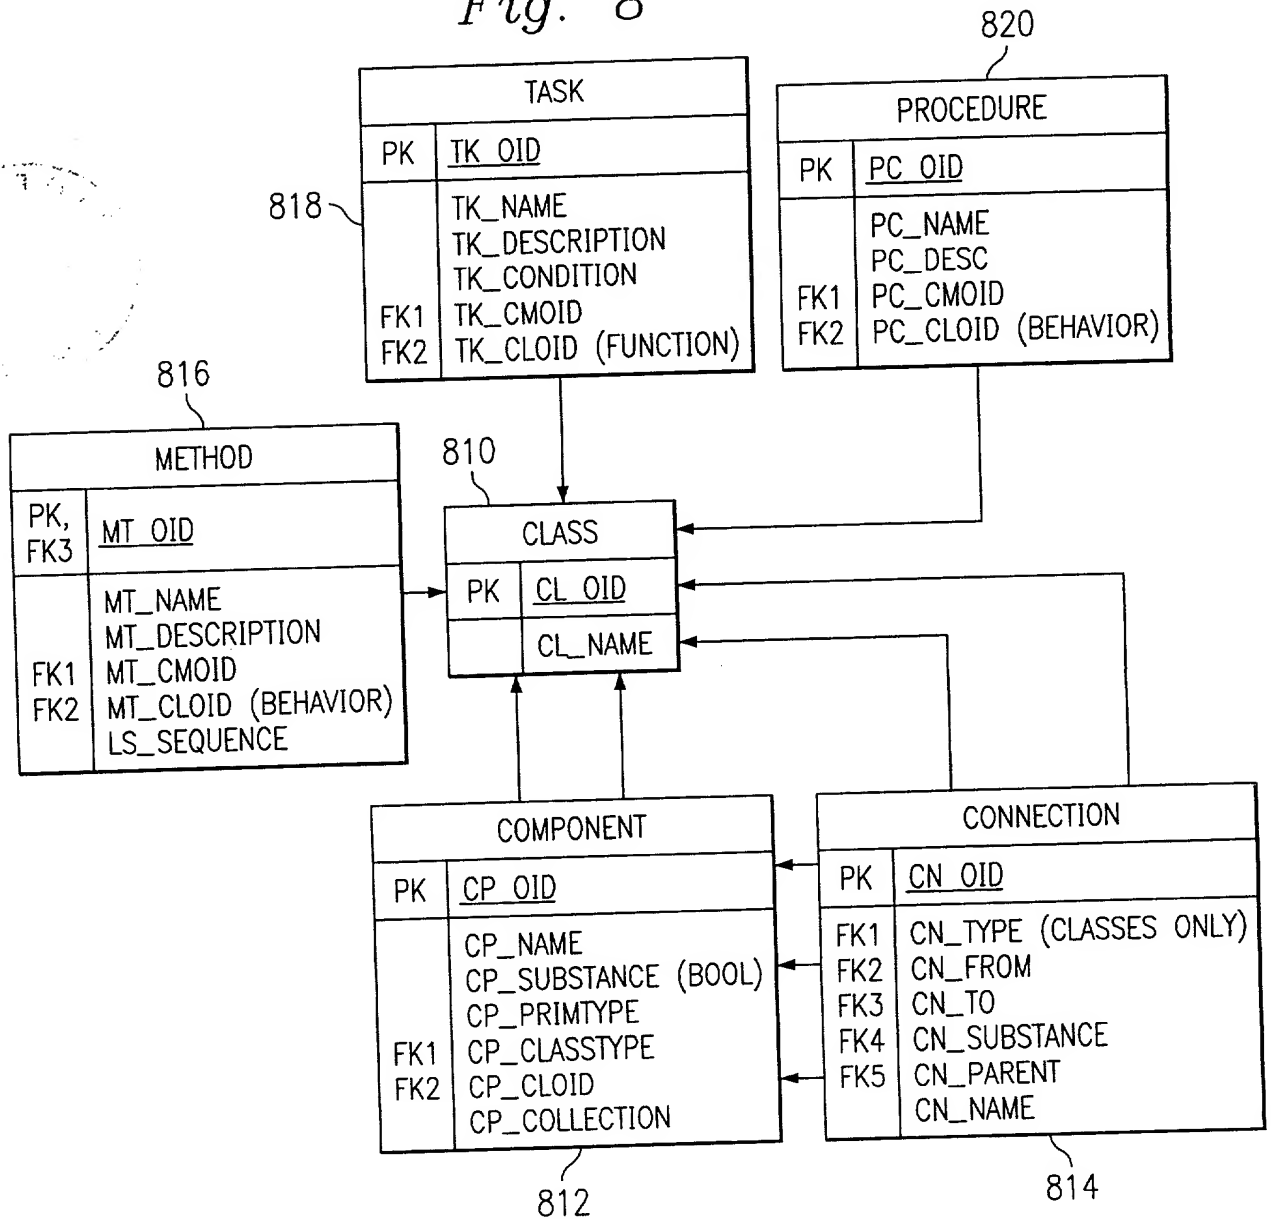 Fig. 8
820
TASK
PK TK_OID
818
TK_NAME
TK_DESCRIPTION
TK_CONDITION
FK1 TK_CMOID
FK2 TK_CLOID (FUNCTION)
PROCEDURE
PK PC_OID
PC_NAME
PC_DESC
FK1 PC_CMOID
FK2 PC_CLOID (BEHAVIOR)
816
METHOD
PK,
FK3 MT_OID
MT_NAME
MT_DESCRIPTION
FK1 MT_CMOID
FK2 MT_CLOID (BEHAVIOR)
LS_SEQUENCE
810
CLASS
PK CL_OID
CL_NAME
COMPONENT
PK CP_OID
CP_NAME
CP_SUBSTANCE (BOOL)
CP_PRIMTYPE
FK1 CP_CLASSTYPE
FK2 CP_CLOID
CP_COLLECTION
812
CONNECTION
PK CN_OID
FK1 CN_TYPE (CLASSES ONLY)
FK2 CN_FROM
FK3 CN_TO
FK4 CN_SUBSTANCE
FK5 CN_PARENT
CN_NAME
814